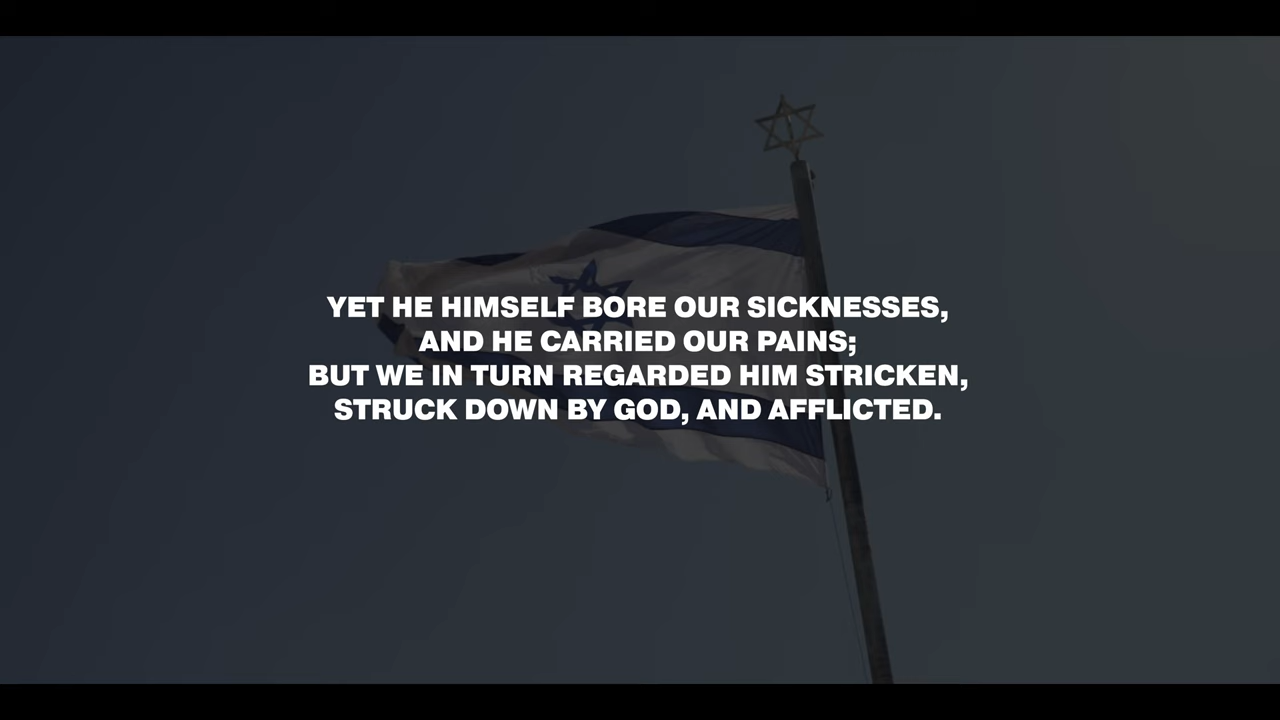 YET HE HIMSELF BORE OUR SICKNESSES,
AND HE CARRIED OUR PAINS;
BUT WE IN TURN REGARDED HIM STRICKEN,
STRUCK DOWN BY GOD, AND AFFLICTED.